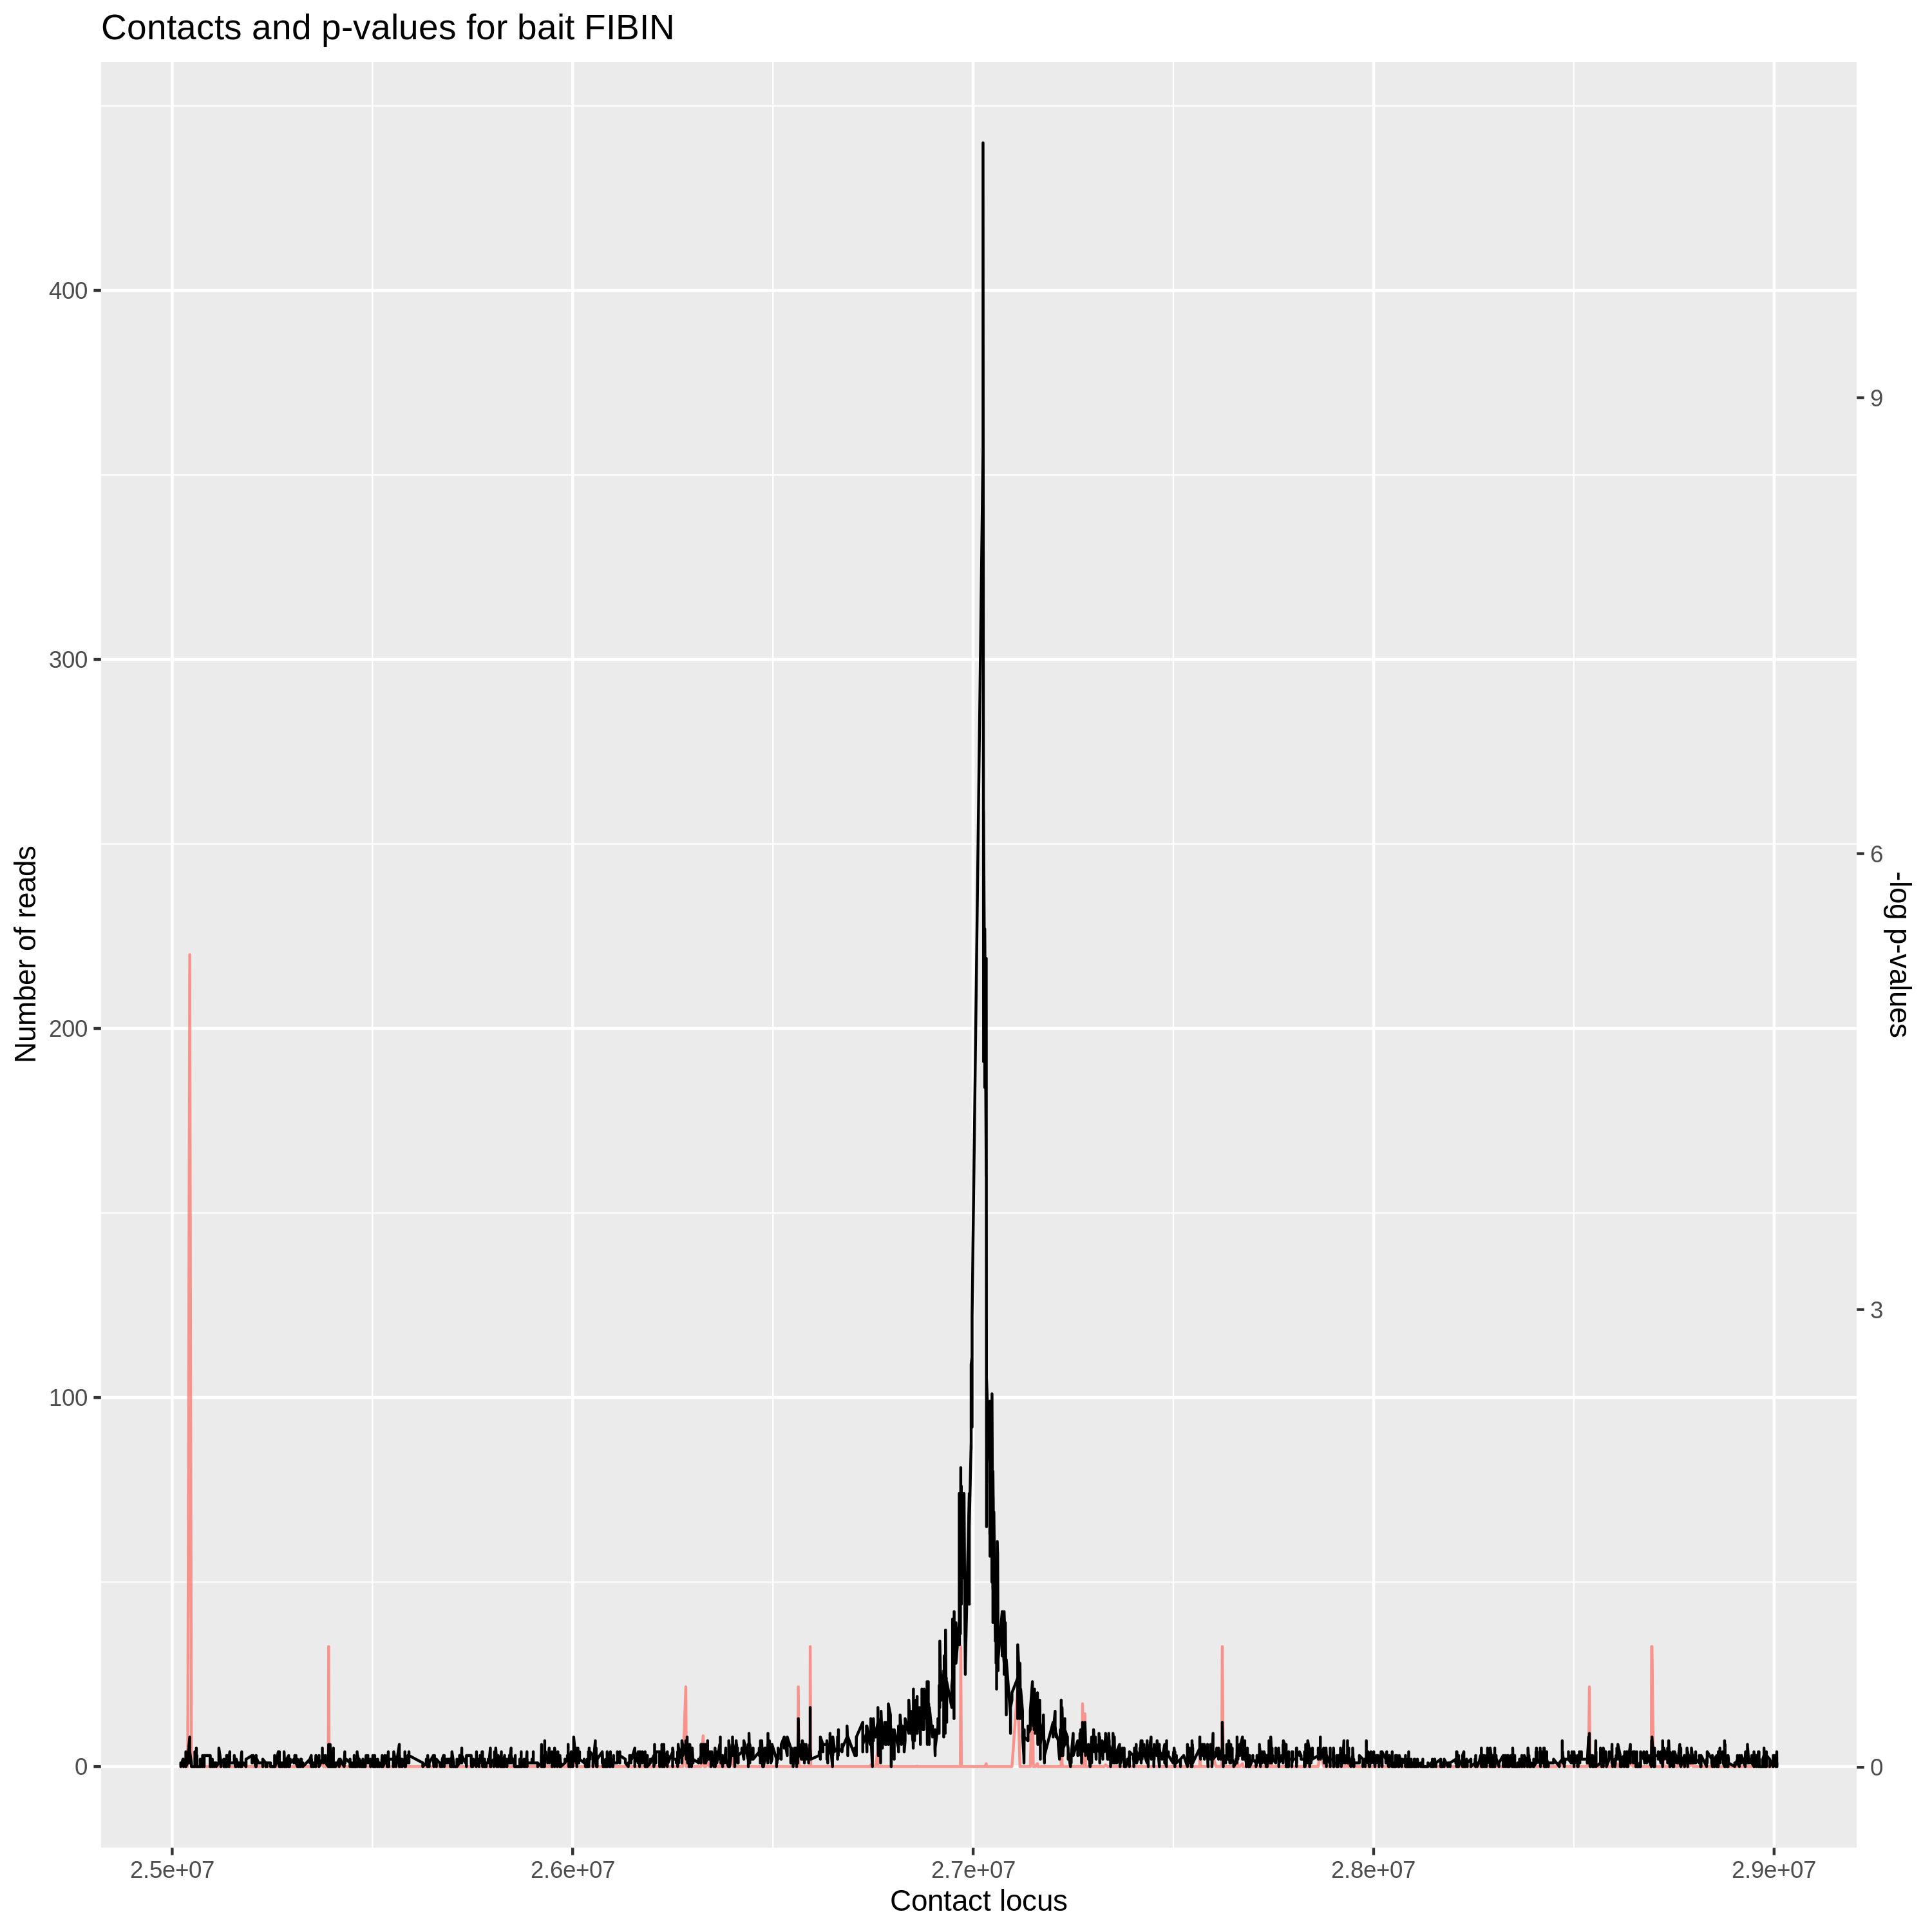 Contacts and p-values for bait FIBIN
Number of reads
400
300
200
100
0
9
6
3
0
-log p-values
2.5e+07
2.6e+07
2.7e+07
2.8e+07
2.9e+07
Contact locus